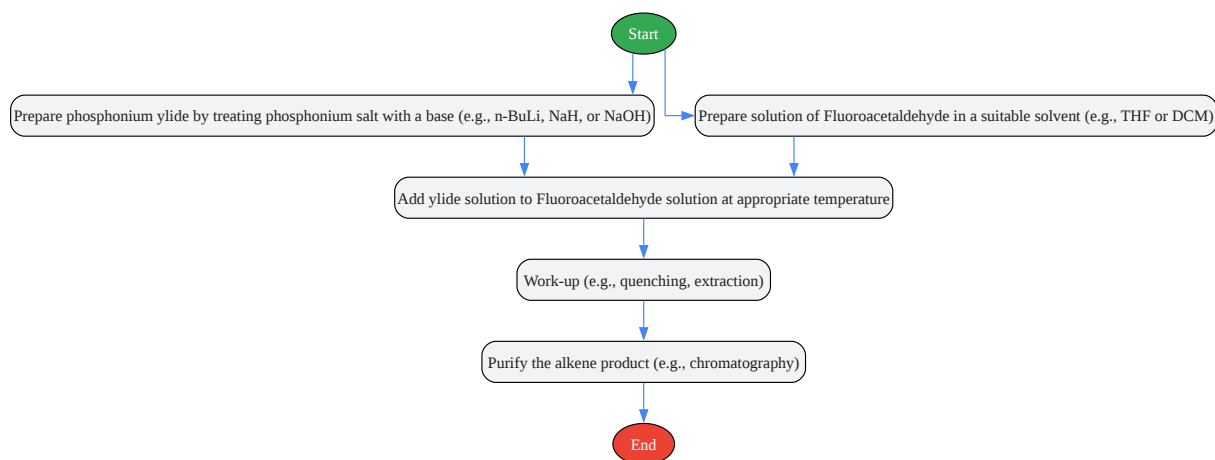 Start
Prepare phosphonium ylide by treating phosphonium salt with a base (e.g., n-BuLi, NaH, or NaOH)
Prepare solution of Fluoroacetaldehyde in a suitable solvent (e.g., THF or DCM)
Add ylide solution to Fluoroacetaldehyde solution at appropriate temperature
Work-up (e.g., quenching, extraction)
Purify the alkene product (e.g., chromatography)
End